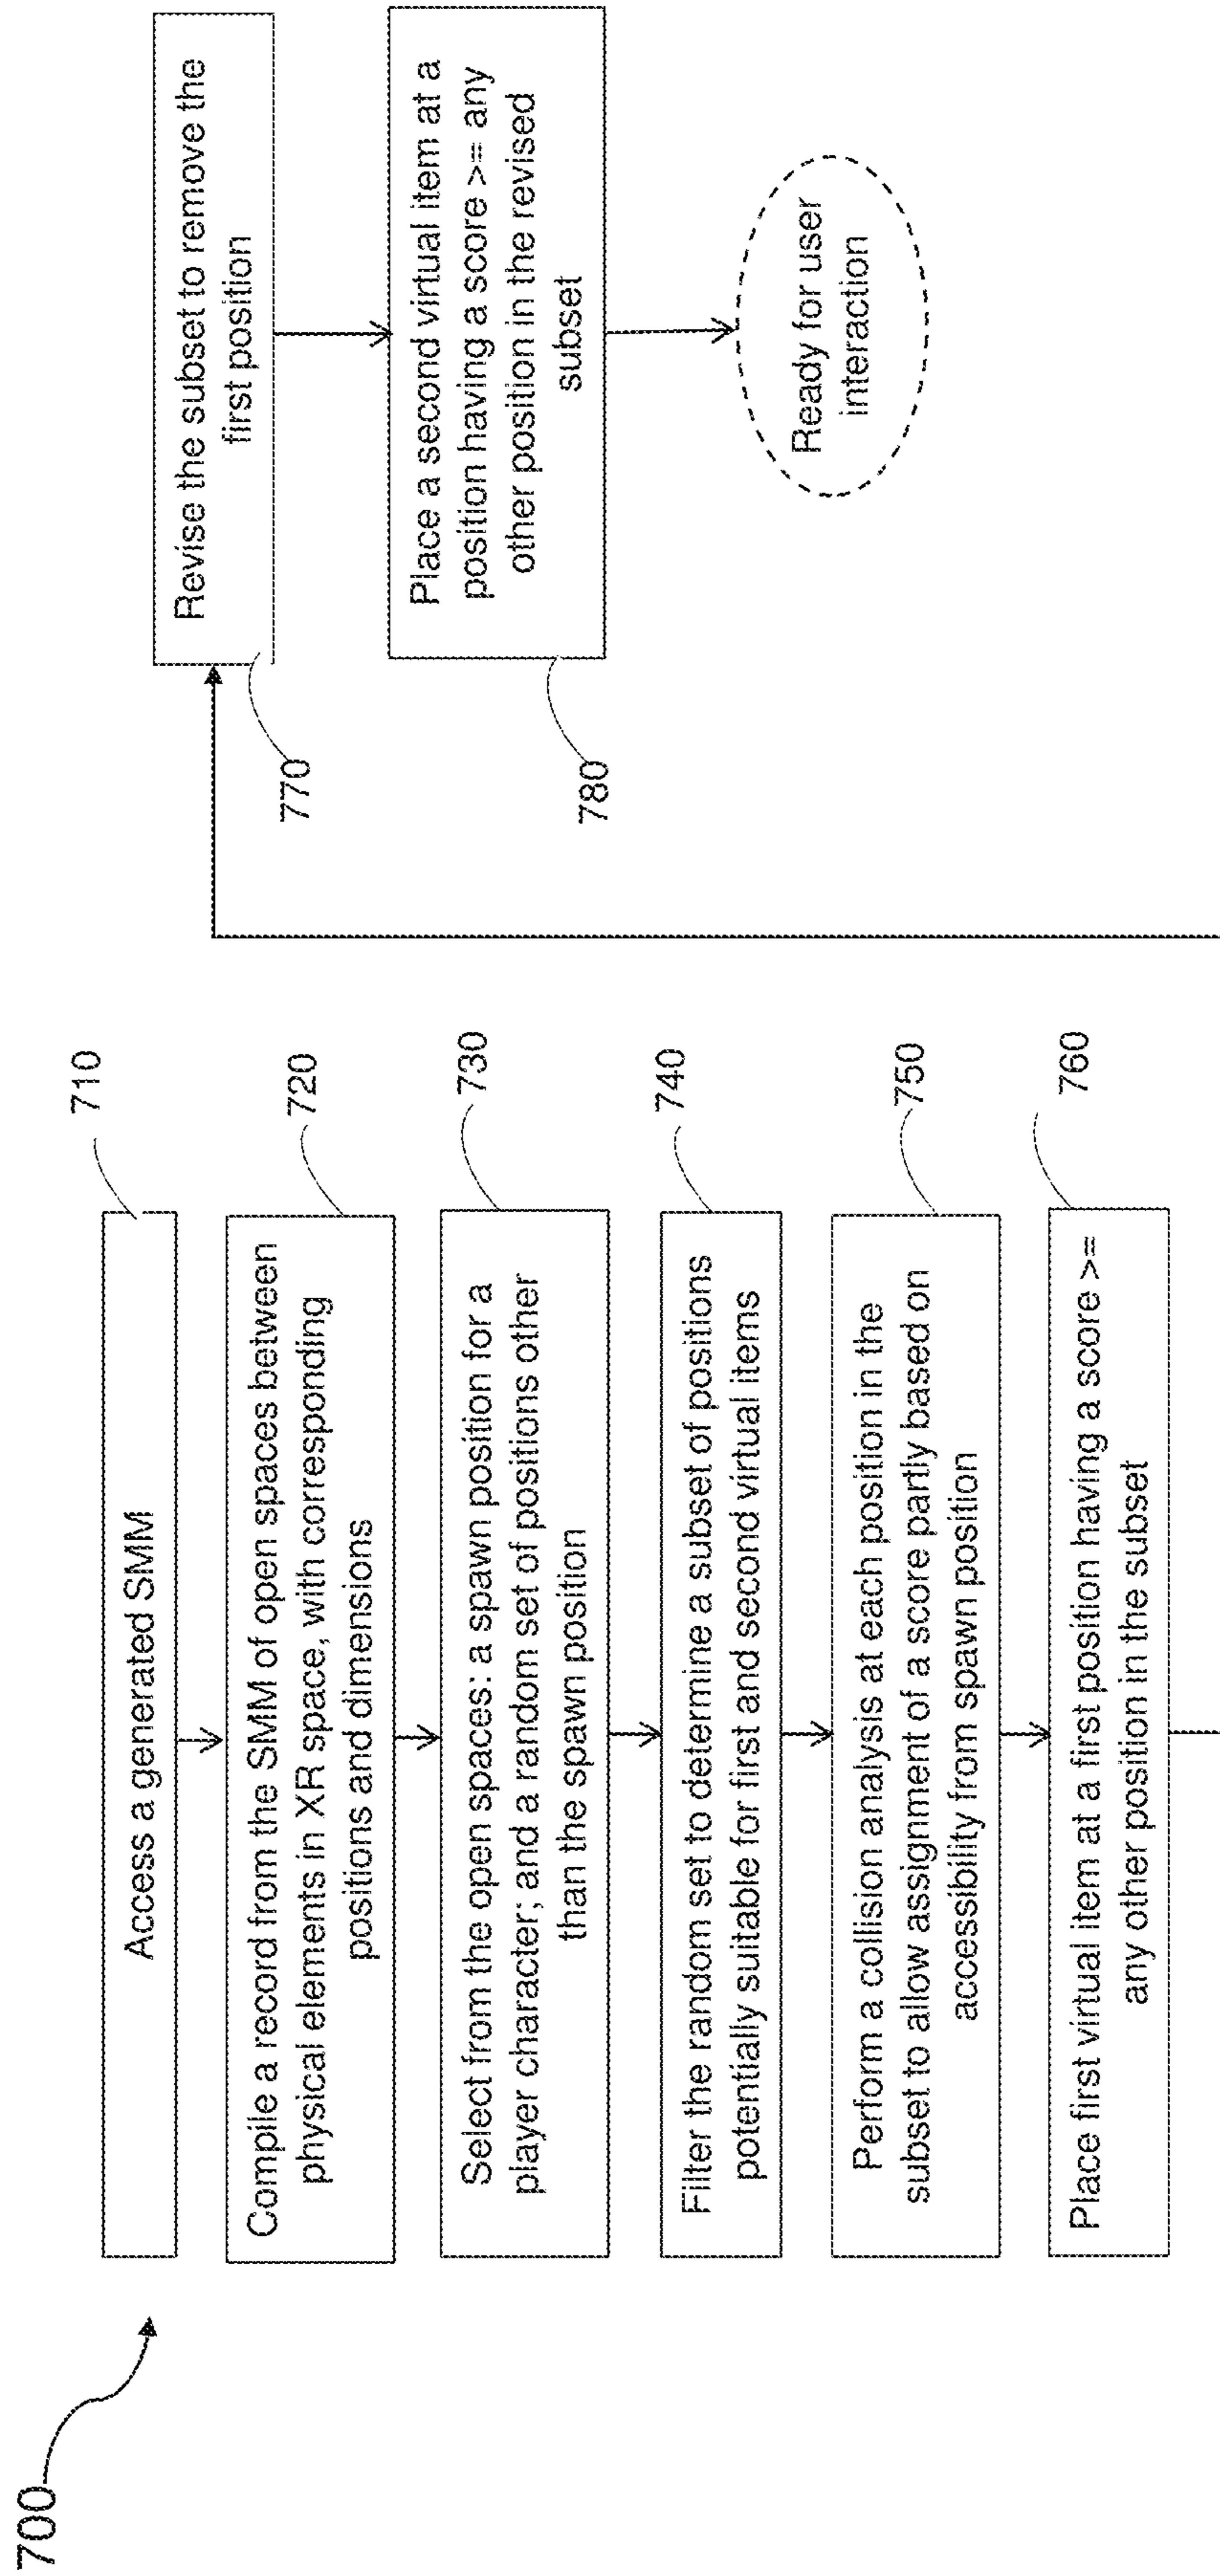 700
Access a generated SMM
710
Compile a record from the SMM of open spaces between
physical elements in XR space, with corresponding
positions and dimensions
720
Select from the open spaces: a spawn position for a
player character; and a random set of positions other
than the spawn position
730
Filter the random set to determine a subset of positions
potentially suitable for first and second virtual items
740
Perform a collision analysis at each position in the
subset to allow assignment of a score partly based on
accessibility from spawn position
750
Place first virtual item at a first position having a score >=
any other position in the subset
760
Revise the subset to remove the
first position
770
Place a second virtual item at a
position having a score >= any
other position in the revised
subset
780
Ready for user
interaction